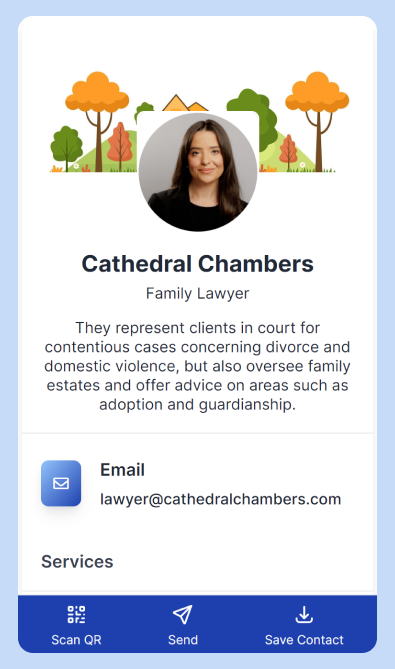 Cathedral Chambers
Family Lawyer
They represent clients in court for
contentious cases concerning divorce and
domestic violence, but also oversee family
estates and offer advice on areas such as
adoption and guardianship.
Email
lawyer@cathedralchambers.com
Services
Scan QR
Send
Save Contact